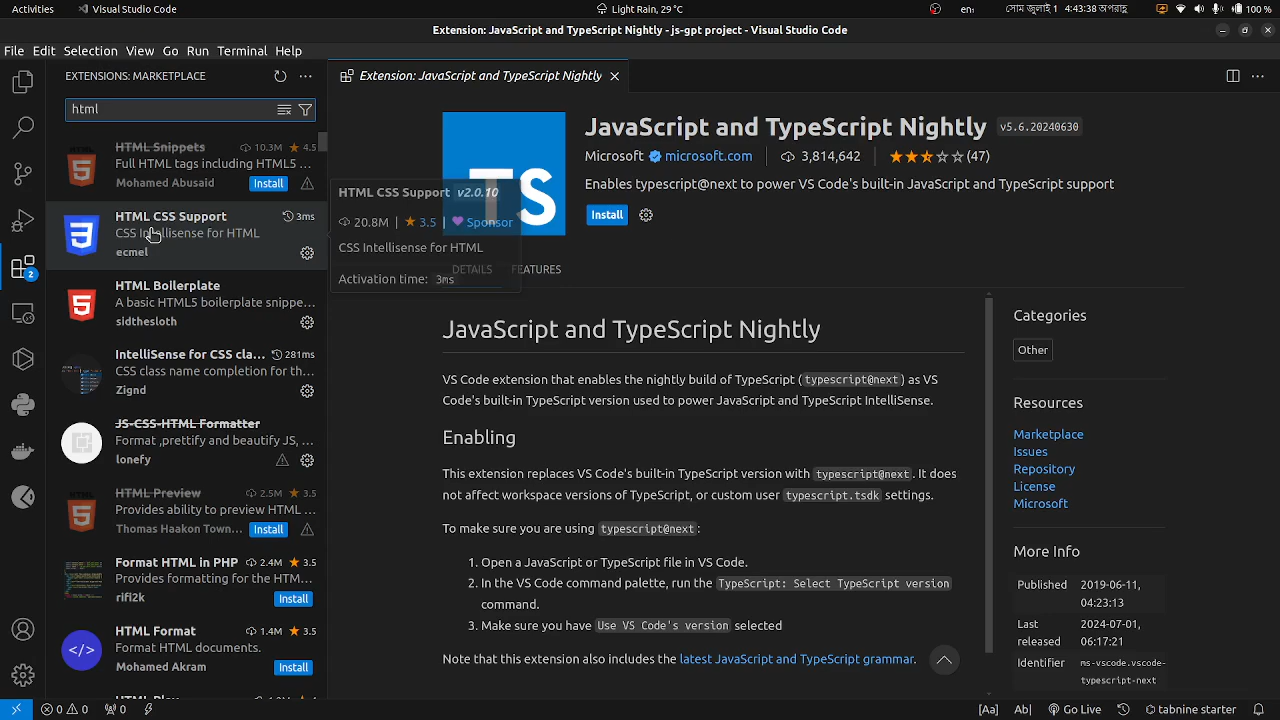 Activities
Visual Studio Code
Light Rain, 29 °C
en₁
সোম জুলাই 1 4:43:38 অপরাহ্ণ
100 %
Extension: JavaScript and TypeScript Nightly - js-gpt project - Visual Studio Code
File Edit Selection View Go Run Terminal Help
EXTENSIONS: MARKETPLACE
Extension: JavaScript and TypeScript Nightly
html
HTML Snippets 10.3M 4.5
Full HTML tags including HTML5 ...
Mohamed Abusaid Install
HTML CSS Support 3ms
CSS Intellisense for HTML
ecmel
HTML Boilerplate
A basic HTML5 boilerplate snippe...
sidthesloth
IntelliSense for CSS cla... 281ms
CSS class name completion for th...
Zignd
JS-CSS-HTML Formatter
Format ,prettify and beautify JS, ...
lonefy
HTML Preview 2.5M 3.5
Provides ability to preview HTML ...
Thomas Haakon Town... Install
Format HTML in PHP 2.4M 3.5
Provides formatting for the HTM...
rifi2k Install
HTML Format 1.4M 3.5
Format HTML documents.
Mohamed Akram Install
2
HTML CSS Support v2.0.10
20.8M | 3.5 | Sponsor
CSS Intellisense for HTML
Activation time: 3ms
TS
JavaScript and TypeScript Nightly v5.6.20240630
Microsoft microsoft.com | 3,814,642 | (47)
Enables typescript@next to power VS Code's built-in JavaScript and TypeScript support
Install
DETAILS FEATURES
JavaScript and TypeScript Nightly
VS Code extension that enables the nightly build of TypeScript (typescript@next) as VS
Code's built-in TypeScript version used to power JavaScript and TypeScript IntelliSense.
Enabling
This extension replaces VS Code's built-in TypeScript version with typescript@next. It does
not affect workspace versions of TypeScript, or custom user typescript.tsdk settings.
To make sure you are using typescript@next:
1. Open a JavaScript or TypeScript file in VS Code.
2. In the VS Code command palette, run the TypeScript: Select TypeScript version
command.
3. Make sure you have Use VS Code's version selected
Note that this extension also includes the latest JavaScript and TypeScript grammar.
Categories
Other
Resources
Marketplace
Issues
Repository
License
Microsoft
More Info
Published 2019-06-11,
04:23:13
Last 2024-07-01,
released 06:17:21
Identifier ms-vscode.vscode-
typescript-next
0 0 0
[Aa] Ab| Go Live tabnine starter